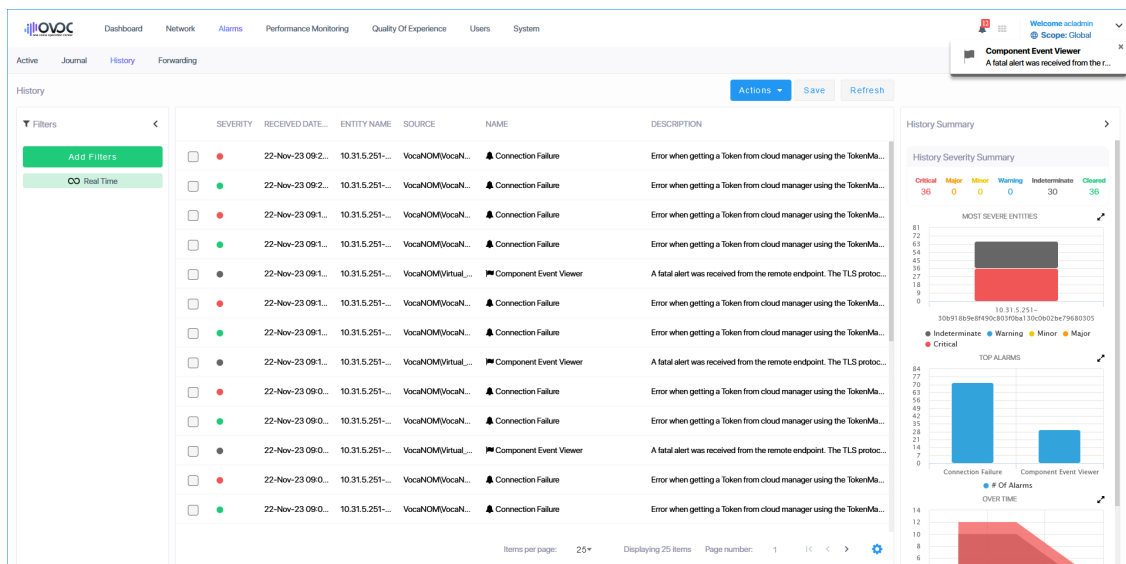 OVOC
Dashboard Network Alarms Performance Monitoring Quality Of Experience Users System
Welcome acladmin
Scope: Global
Component Event Viewer
A fatal alert was received from the r...
Active Journal History Forwarding
History
Actions Save Refresh
Filters
SEVERITY RECEIVED DATE... ENTITY NAME SOURCE NAME DESCRIPTION
History Summary
Add Filters
Real Time
22-Nov-23 09:2... 10.31.5.251-... VocaNOM\VocaN... Connection Failure Error when getting a Token from cloud manager using the TokenMa...
22-Nov-23 09:2... 10.31.5.251-... VocaNOM\VocaN... Connection Failure Error when getting a Token from cloud manager using the TokenMa...
22-Nov-23 09:1... 10.31.5.251-... VocaNOM\VocaN... Connection Failure Error when getting a Token from cloud manager using the TokenMa...
22-Nov-23 09:1... 10.31.5.251-... VocaNOM\VocaN... Connection Failure Error when getting a Token from cloud manager using the TokenMa...
22-Nov-23 09:1... 10.31.5.251-... VocaNOM\Virtual_... Component Event Viewer A fatal alert was received from the remote endpoint. The TLS protoc...
22-Nov-23 09:1... 10.31.5.251-... VocaNOM\VocaN... Connection Failure Error when getting a Token from cloud manager using the TokenMa...
22-Nov-23 09:1... 10.31.5.251-... VocaNOM\VocaN... Connection Failure Error when getting a Token from cloud manager using the TokenMa...
22-Nov-23 09:1... 10.31.5.251-... VocaNOM\Virtual_... Component Event Viewer A fatal alert was received from the remote endpoint. The TLS protoc...
22-Nov-23 09:0... 10.31.5.251-... VocaNOM\VocaN... Connection Failure Error when getting a Token from cloud manager using the TokenMa...
22-Nov-23 09:0... 10.31.5.251-... VocaNOM\VocaN... Connection Failure Error when getting a Token from cloud manager using the TokenMa...
22-Nov-23 09:0... 10.31.5.251-... VocaNOM\Virtual_... Component Event Viewer A fatal alert was received from the remote endpoint. The TLS protoc...
22-Nov-23 09:0... 10.31.5.251-... VocaNOM\VocaN... Connection Failure Error when getting a Token from cloud manager using the TokenMa...
22-Nov-23 09:0... 10.31.5.251-... VocaNOM\VocaN... Connection Failure Error when getting a Token from cloud manager using the TokenMa...
Items per page: 25 Displaying 25 items Page number: 1
History Severity Summary
Critical Major Minor Warning Indeterminate Cleared
36 0 0 0 30 36
MOST SEVERE ENTITIES
81
72
63
54
45
36
27
18
9
0
10.31.5.251-
30b918b9e8f490c803f0ba130c0b02be79680305
Indeterminate Warning Minor Major
Critical
TOP ALARMS
84
77
70
63
56
49
42
35
28
21
14
7
0
Connection Failure Component Event Viewer
# Of Alarms
OVER TIME
14
12
10
8
6